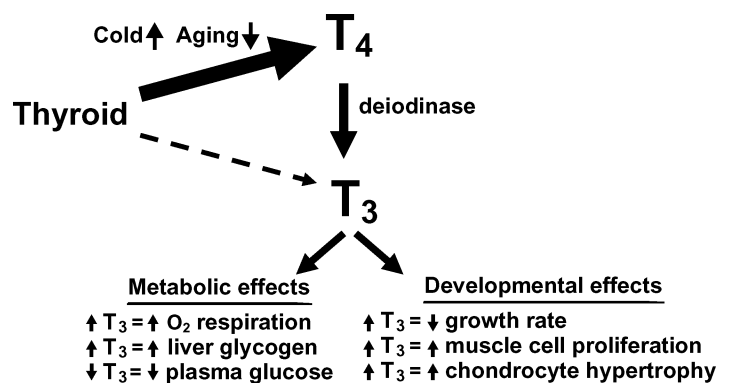 Cold↑ Aging↓
T₄
deiodinase
Thyroid
T₃
Metabolic effects
↑ T₃ = ↑ O₂ respiration
↑ T₃ = ↑ liver glycogen
↓ T₃ = ↓ plasma glucose
Developmental effects
↑ T₃ = ↓ growth rate
↑ T₃ = ↑ muscle cell proliferation
↑ T₃ = ↑ chondrocyte hypertrophy